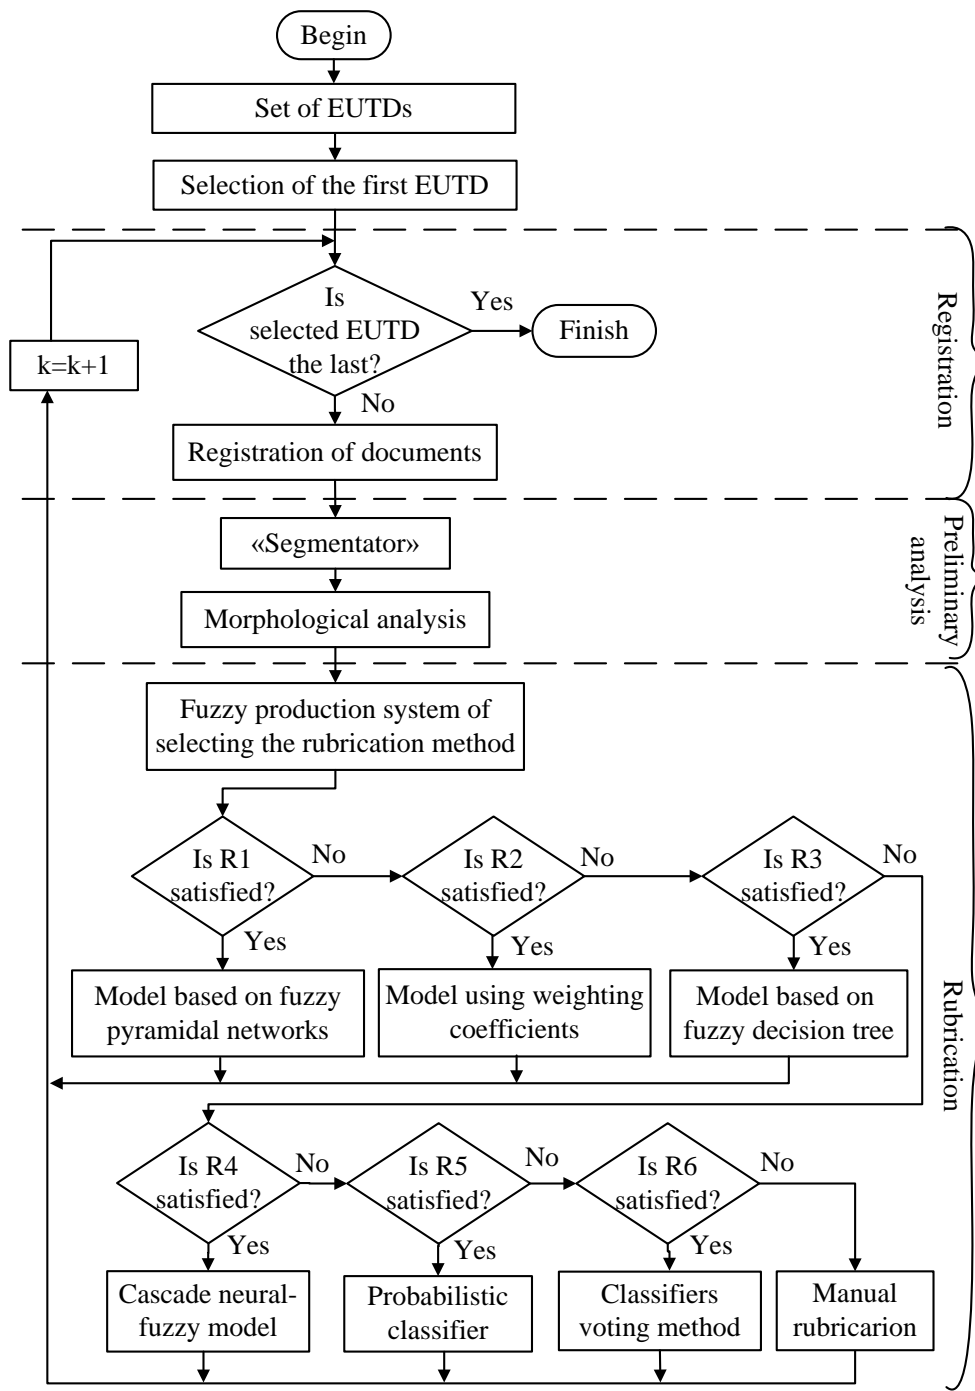 Begin
Set of EUTDs
Selection of the first EUTD
Is
selected EUTD
the last?
Yes
Finish
k=k+1
No
Registration of documents
Registration
«Segmentator»
Morphological analysis
Preliminary
analysis
Fuzzy production system of
selecting the rubrication method
Is R1
satisfied?
No
Is R2
satisfied?
No
Is R3
satisfied?
No
Yes
Yes
Yes
Model based on fuzzy
pyramidal networks
Model using weighting
coefficients
Model based on
fuzzy decision tree
Rubrication
Is R4
satisfied?
No
Is R5
satisfied?
No
Is R6
satisfied?
No
Yes
Yes
Yes
Cascade neural-
fuzzy model
Probabilistic
classifier
Classifiers
voting method
Manual
rubricarion